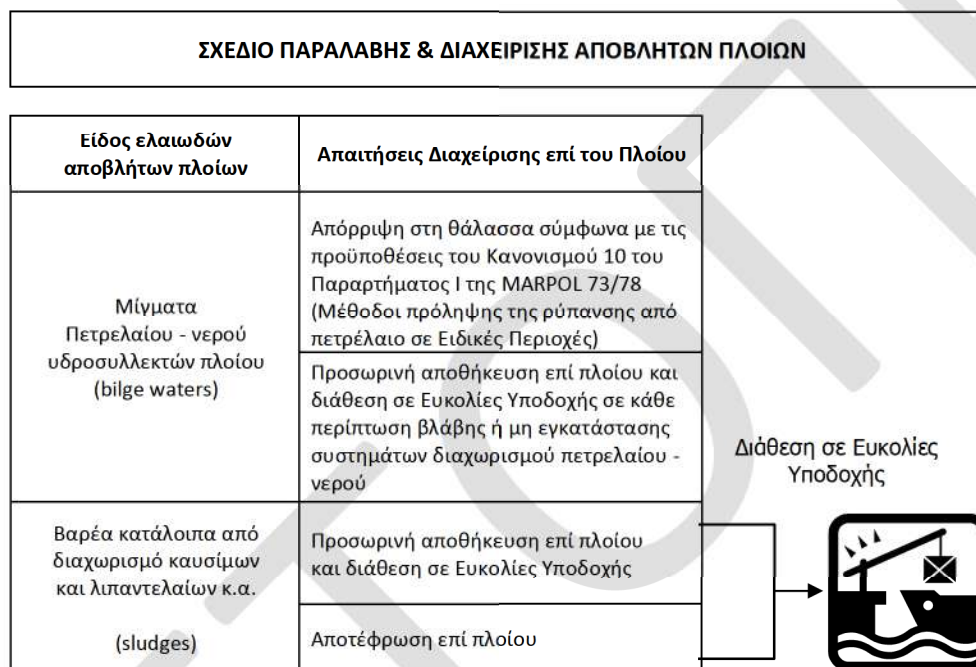 ΣΧΕΔΙΟ ΠΑΡΑΛΑΒΗΣ & ΔΙΑΧΕΙΡΙΣΗΣ ΑΠΟΒΛΗΤΩΝ ΠΛΟΙΩΝ
Είδος ελαιωδών
αποβλήτων πλοίων
Απαιτήσεις Διαχείρισης επί του Πλοίου
Μίγματα
Πετρελαίου - νερού
υδροσυλλεκτών πλοίου
(bilge waters)
Απόρριψη στη θάλασσα σύμφωνα με τις
προϋποθέσεις του Κανονισμού 10 του
Παραρτήματος Ι της MARPOL 73/78
(Μέθοδοι πρόληψης της ρύπανσης από
πετρέλαιο σε Ειδικές Περιοχές)
Προσωρινή αποθήκευση επί πλοίου και
διάθεση σε Ευκολίες Υποδοχής σε κάθε
περίπτωση βλάβης ή μη εγκατάστασης
συστημάτων διαχωρισμού πετρελαίου -
νερού
Βαρέα κατάλοιπα από
διαχωρισμό καυσίμων
και λιπαντελαίων κ.α.
(sludges)
Προσωρινή αποθήκευση επί πλοίου
και διάθεση σε Ευκολίες Υποδοχής
Αποτέφρωση επί πλοίου
Διάθεση σε Ευκολίες
Υποδοχής